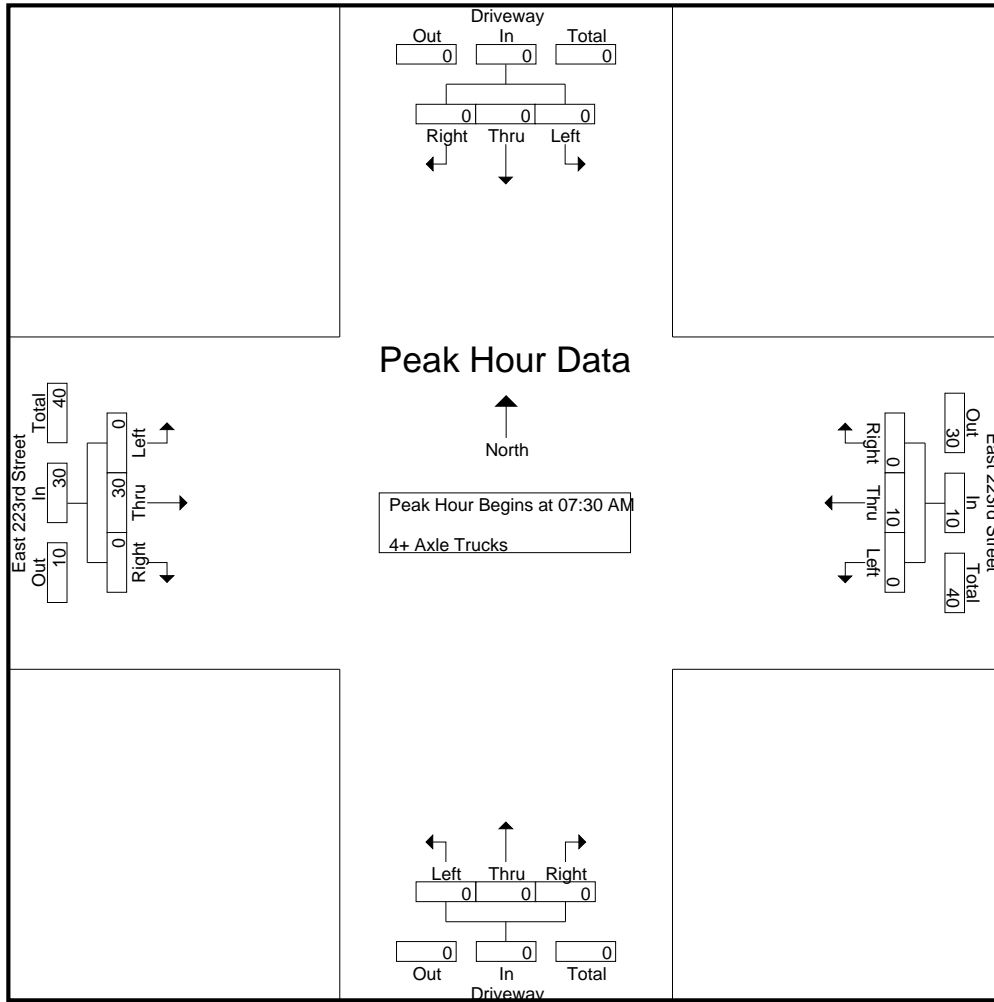 Driveway
Out In Total
0 0 0
0 0 0
Right Thru Left
Peak Hour Data
North
Peak Hour Begins at 07:30 AM
4+ Axle Trucks
East 223rd Street
Total In Out
40 30 10
0 30 0
Left Thru Right
Right Thru Left
0 10 0
30 10 40
Out In Total
East 223rd Street
Left Thru Right
0 0 0
0 0 0
Out In Total
Driveway